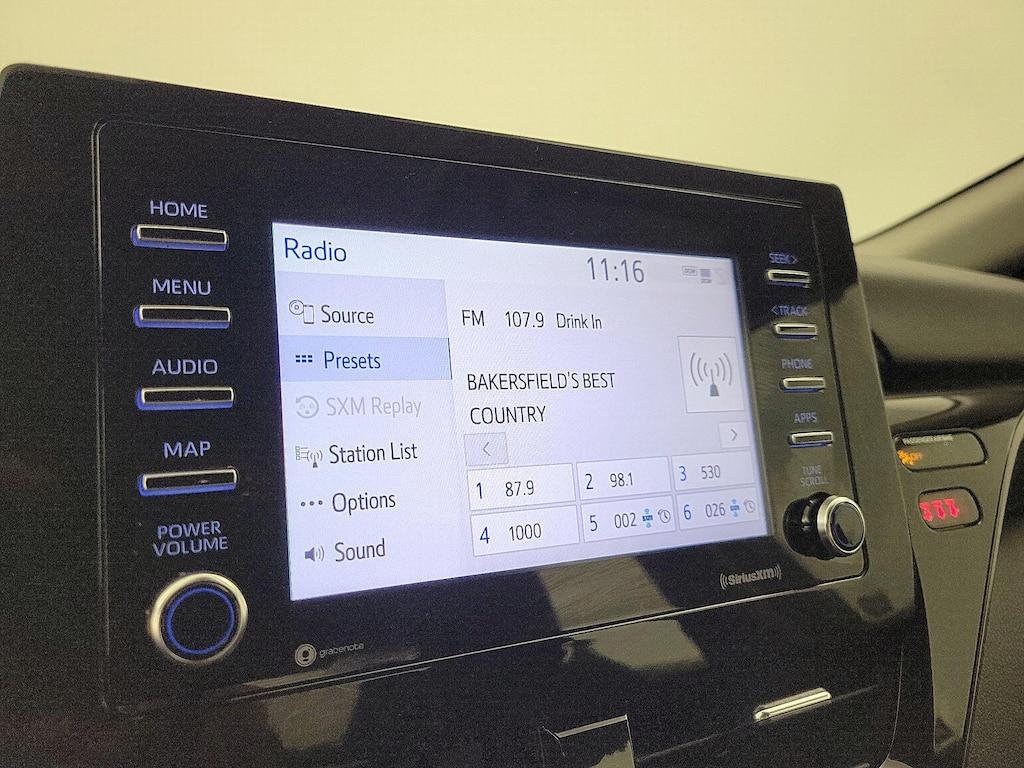 HOME
MENU
AUDIO
MAP
POWER
VOLUME
Radio
11:16
Source
Presets
SXM Replay
Station List
Options
Sound
FM 107.9 Drink In
BAKERSFIELD'S BEST
COUNTRY
<
>
1 87.9
2 98.1
3 530
4 1000
5 002
6 026
SEEK>
<TRACK
PHONE
APPS
TUNE
SCROLL
SiriusXM
gracenote